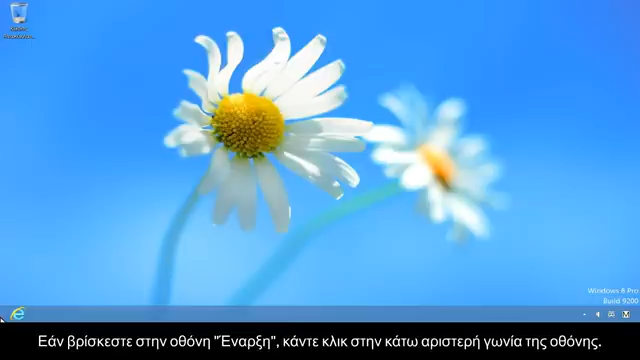 Windows 8 Pro
Build 9200
Εάν βρίσκεστε στην οθόνη "Έναρξη", κάντε κλικ στην κάτω αριστερή γωνία της οθόνης.